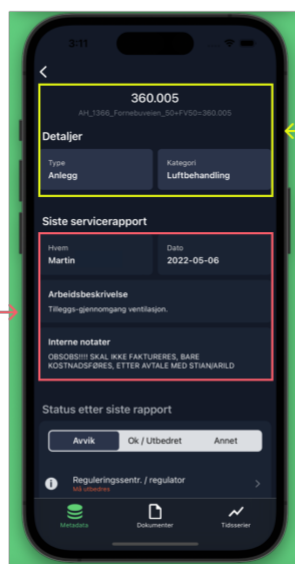 3:11
360.005
AH_1366_Fornebuveien_50+FV50=360.005
Detaljer
Type
Kategori
Anlegg
Luftbehandling
Siste servicerapport
Hvem
Dato
Martin
2022-05-06
Arbeidsbeskrivelse
Tilleggs-gjennomgang ventilasjon.
Interne notater
OBSOBS!!!! SKAL IKKE FAKTURERES, BARE
KOSTNADSFØRES, ETTER AVTALE MED STIAN/ARILD
Status etter siste rapport
Avvik Ok / Utbedret Annet
Reguleringssentr. / regulator
Må utbedres
Metadata Dokumenter Tidsserier